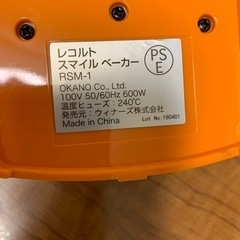 レコルト
スマイル ベーカー
RSM-1
OKANO Co., Ltd.
100V 50/60Hz 600W
温度ヒューズ：240℃
発売元：ウィナーズ株式会社
Made in China
PS
E
Lot No: 180401